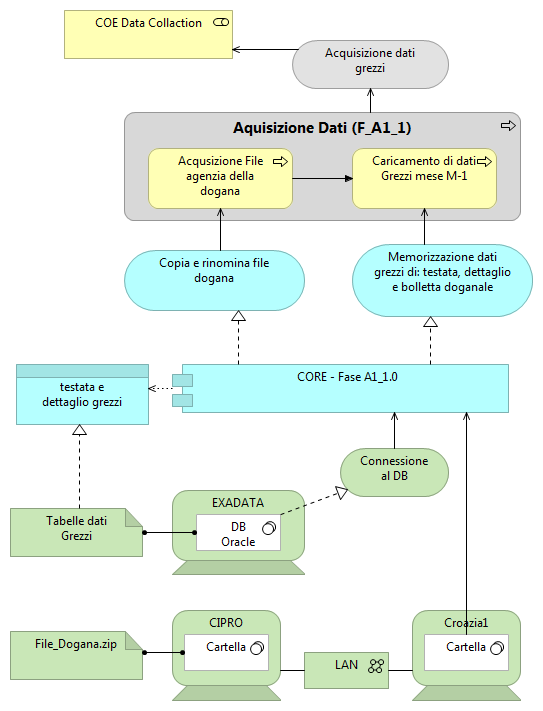 COE Data Collaction
Acquisizione dati
grezzi
Aquisizione Dati (F_A1_1)
Acqusizione File
agenzia della
dogana
Caricamento di dati
Grezzi mese M-1
Copia e rinomina file
dogana
Memorizzazione dati
grezzi di: testata, dettaglio
e bolletta doganale
testata e
dettaglio grezzi
CORE - Fase A1_1.0
Connessione
al DB
Tabelle dati
Grezzi
EXADATA
DB
Oracle
File_Dogana.zip
CIPRO
Cartella
LAN
Croazia1
Cartella